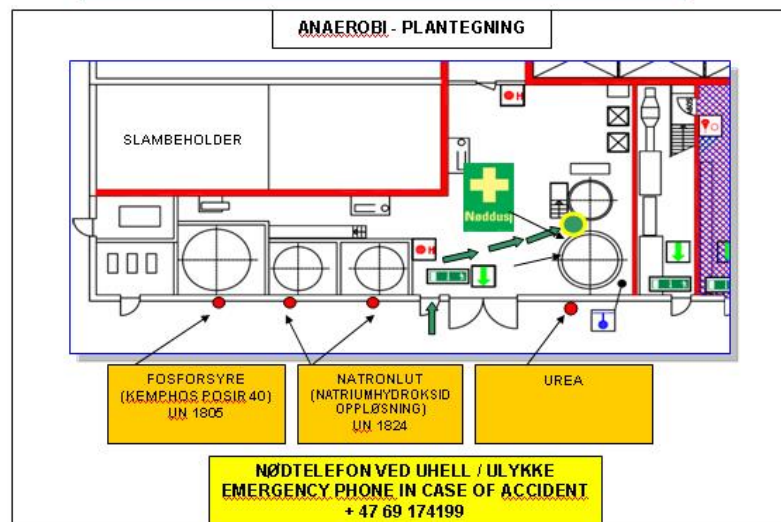 ANAEROBI - PLANTEGNING
SLAMBEHOLDER
Nøddusj
H
H
FOSFORSYRE
(KEMPHOS POSIR 40)
UN 1805
NATRONLUT
(NATRIUMHYDROKSID
OPPLØSNING)
UN 1824
UREA
NØDTELEFON VED UHELL / ULYKKE
EMERGENCY PHONE IN CASE OF ACCIDENT
+ 47 69 174199